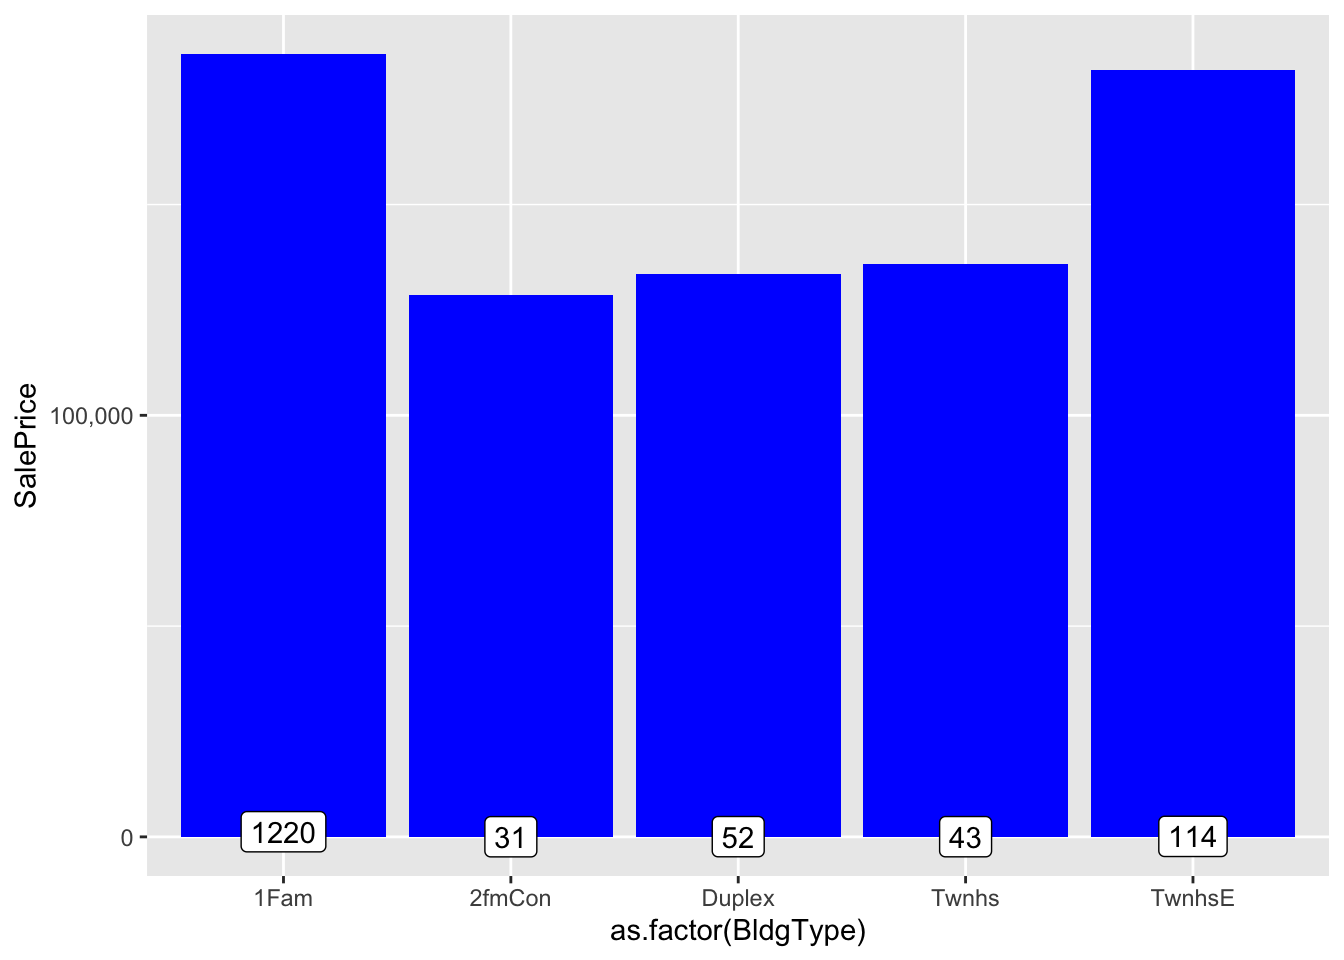 SalePrice
100,000
0
1220 31 52 43 114
1Fam 2fmCon Duplex Twnhs TwnhsE
as.factor(BldgType)